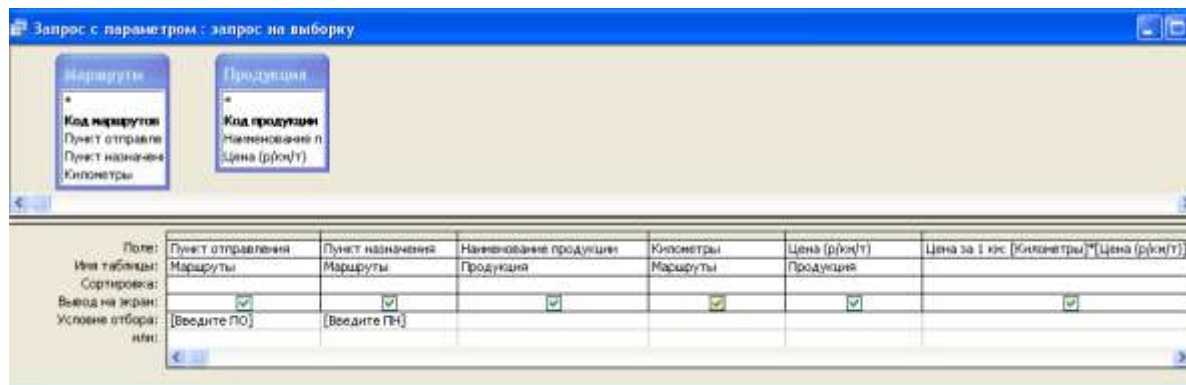 Запрос с параметром : запрос на выборку
Маршруты
*
Код маршрутов
Пункт отправле
Пункт назначени
Километры
Продукция
*
Код продукции
Наименование п
Цена (р/км/т)
Поле: Пункт отправления Пункт назначения Наименование продукции Километры Цена (р/км/т) Цена за 1 км: [Километры]*[Цена (р/км/т)]
Имя таблицы: Маршруты Маршруты Продукция Маршруты Продукция
Сортировка:
Вывод на экран:
Условие отбора: [Введите ПО] [Введите ПН]
или: